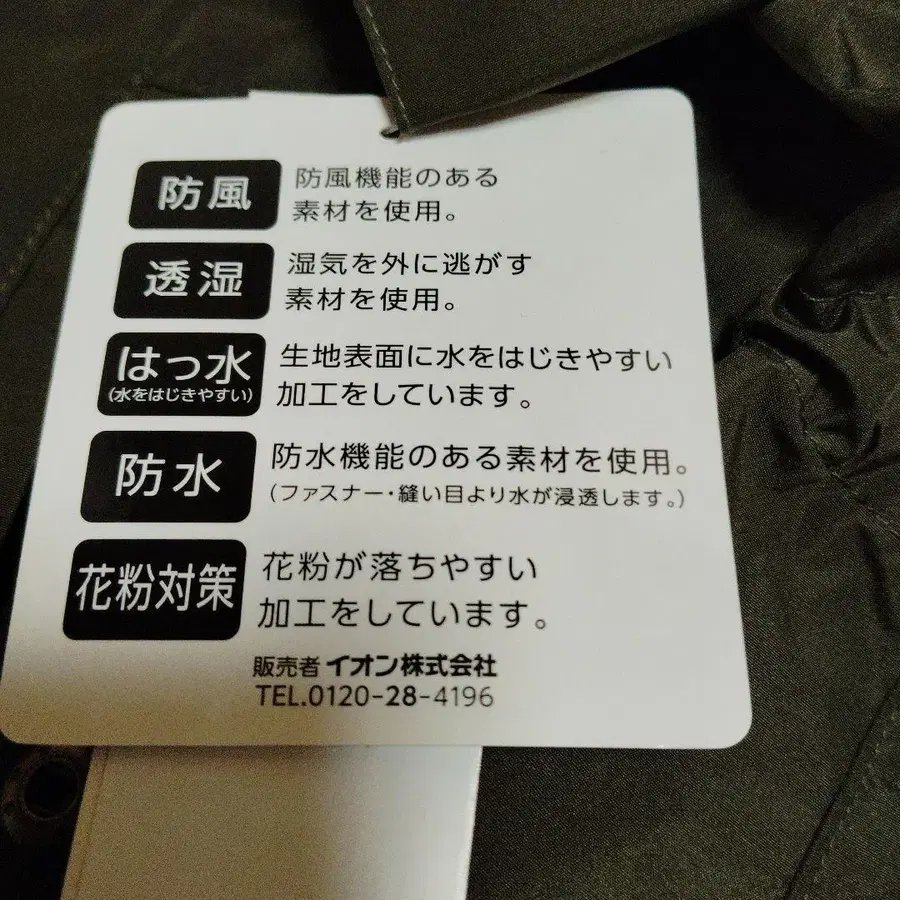 防風
防風機能のある
素材を使用。
透湿
湿気を外に逃がす
素材を使用。
はっ水
(水をはじきやすい)
生地表面に水をはじきやすい
加工をしています。
防水
防水機能のある素材を使用。
(ファスナー・縫い目より水が浸透します。)
花粉対策
花粉が落ちやすい
加工をしています。
販売者 イオン株式会社
TEL.0120-28-4196